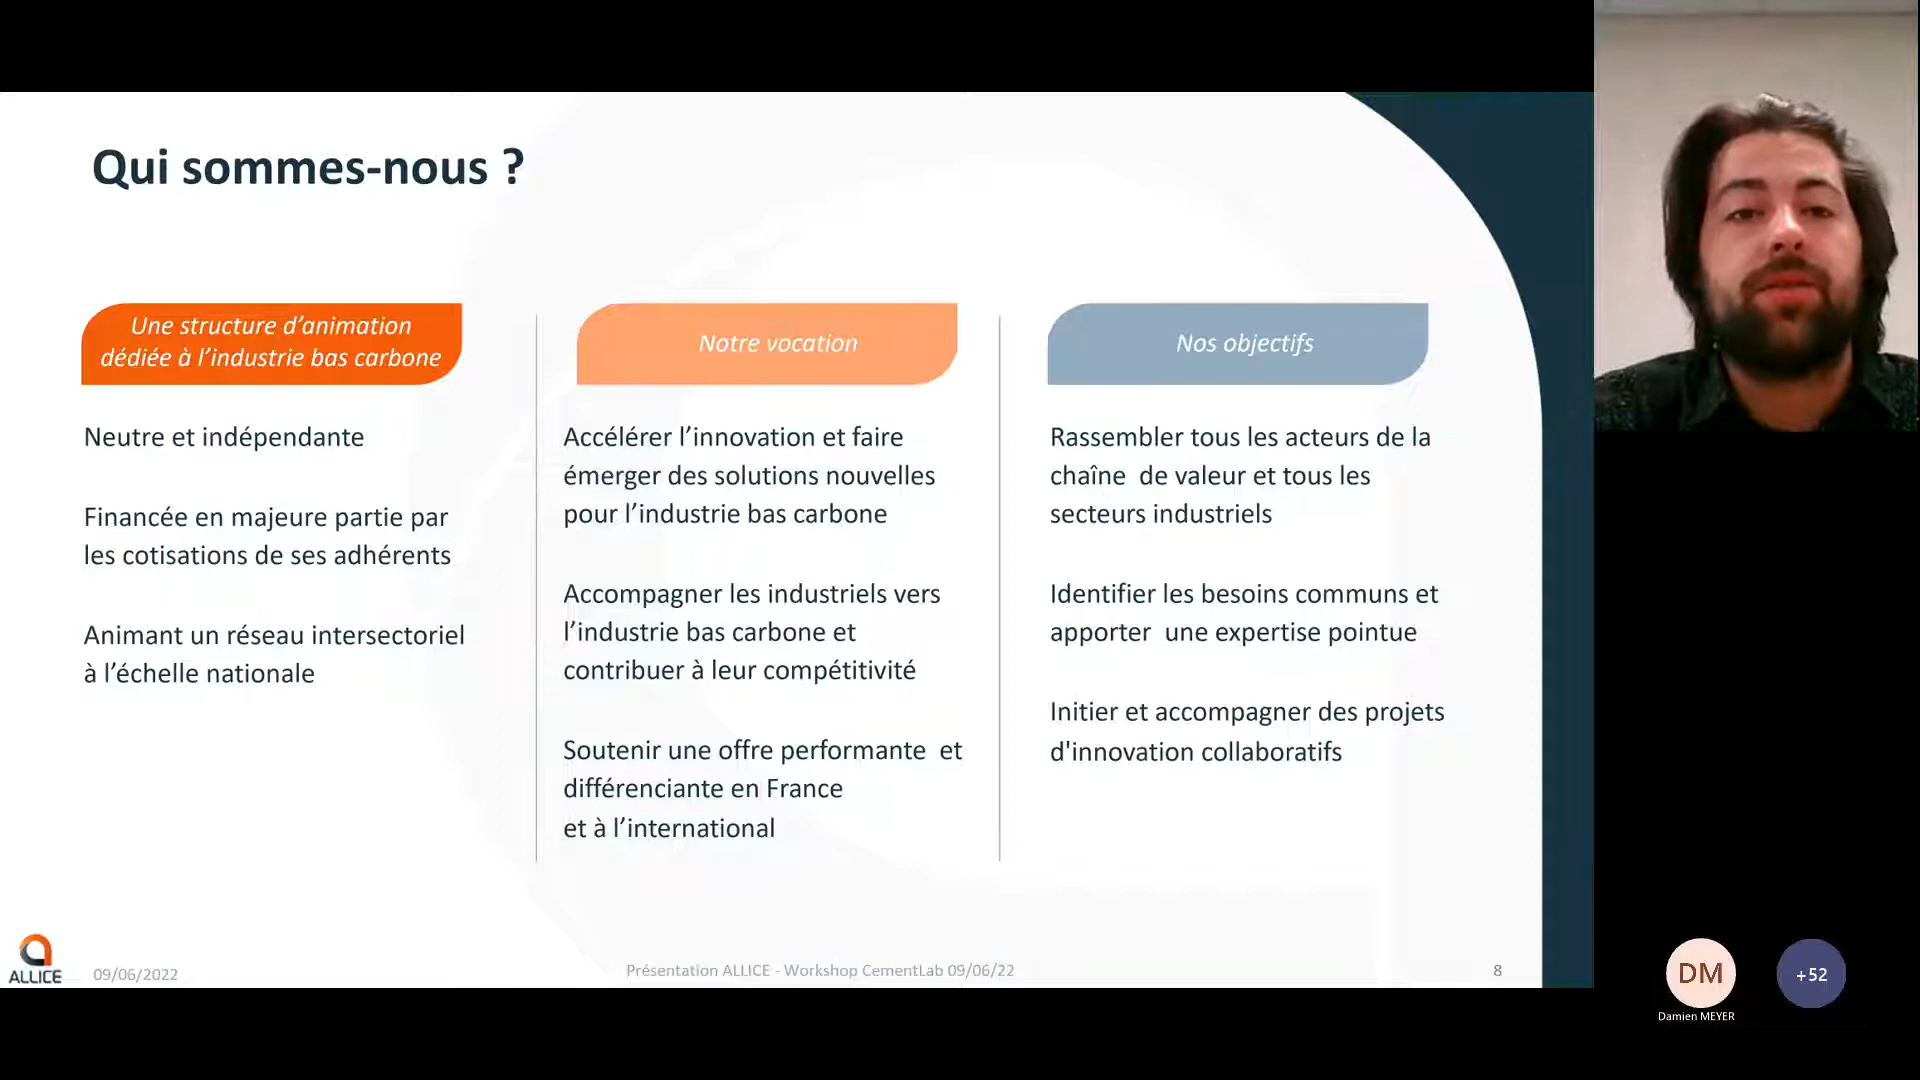 Qui sommes-nous ?
Une structure d’animation
dédiée à l’industrie bas carbone
Neutre et indépendante
Financée en majeure partie par
les cotisations de ses adhérents
Animant un réseau intersectoriel
à l’échelle nationale
Notre vocation
Accélérer l’innovation et faire
émerger des solutions nouvelles
pour l’industrie bas carbone
Accompagner les industriels vers
l’industrie bas carbone et
contribuer à leur compétitivité
Soutenir une offre performante  et
différenciante en France
et à l’international
Nos objectifs
Rassembler tous les acteurs de la
chaîne  de valeur et tous les
secteurs industriels
Identifier les besoins communs et
apporter  une expertise pointue
Initier et accompagner des projets
d'innovation collaboratifs
ALLICE
09/06/2022
Présentation ALLICE - Workshop CementLab 09/06/22
8
DM
+52
Damien MEYER